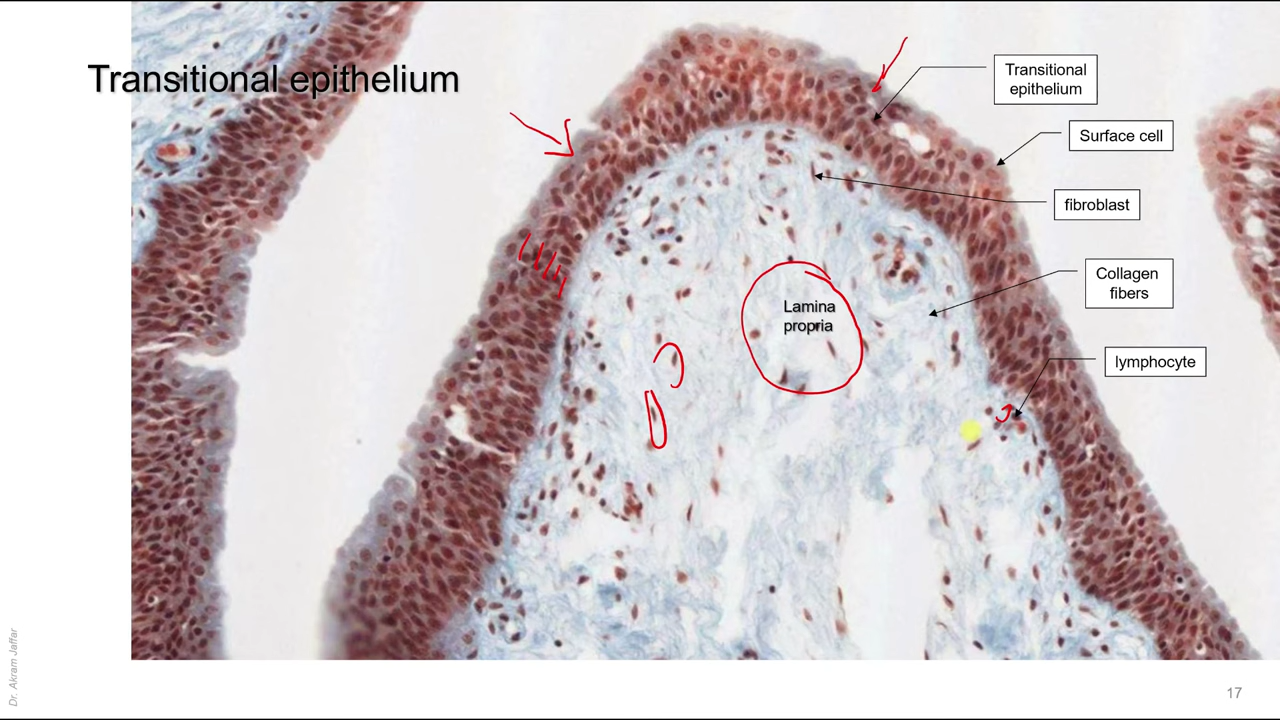 Transitional epithelium
Transitional
epithelium
Surface cell
fibroblast
Collagen
fibers
Lamina
propria
lymphocyte
Dr. Akram Jaffar
17